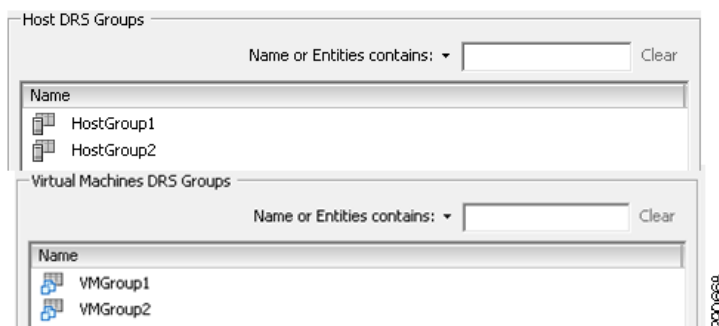 Host DRS Groups
Name or Entities contains: Clear
Name
HostGroup1
HostGroup2
Virtual Machines DRS Groups
Name or Entities contains: Clear
Name
VMGroup1
VMGroup2